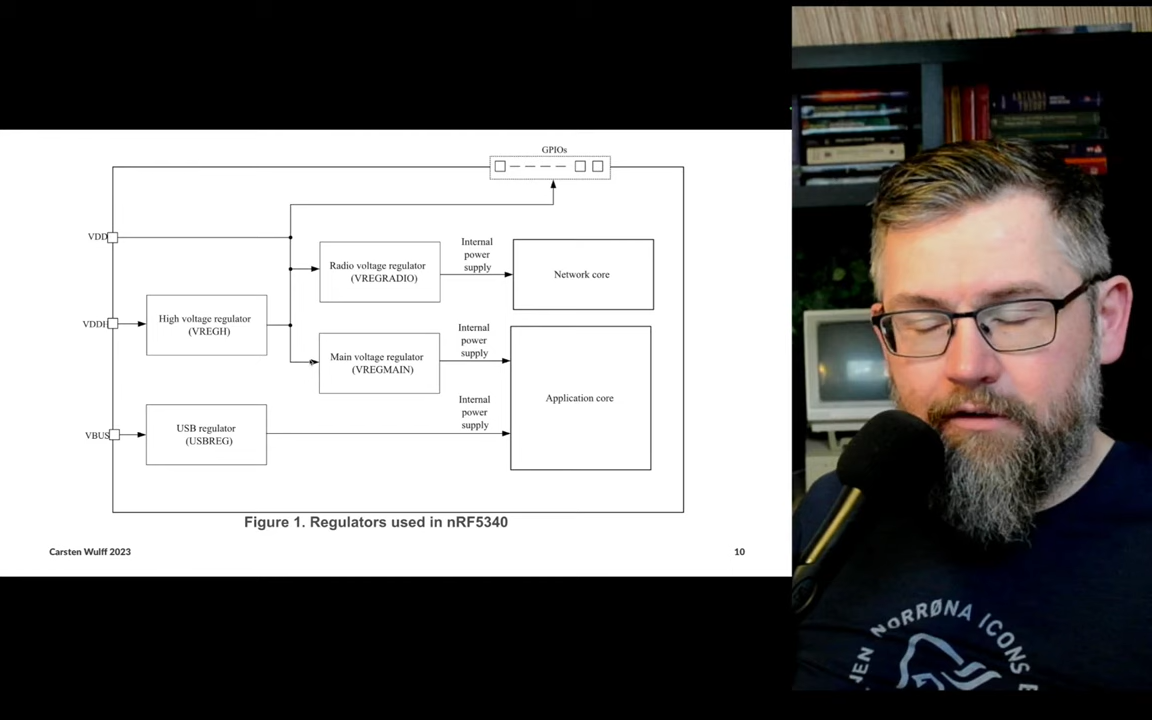 GPIOs
VDD
Radio voltage regulator
(VREGRADIO)
Internal
power
supply
Network core
VDDH
High voltage regulator
(VREGH)
Main voltage regulator
(VREGMAIN)
Internal
power
supply
Application core
VBUS
USB regulator
(USBREG)
Internal
power
supply
Figure 1. Regulators used in nRF5340
Carsten Wulff 2023
10
NORRØNA ICONS